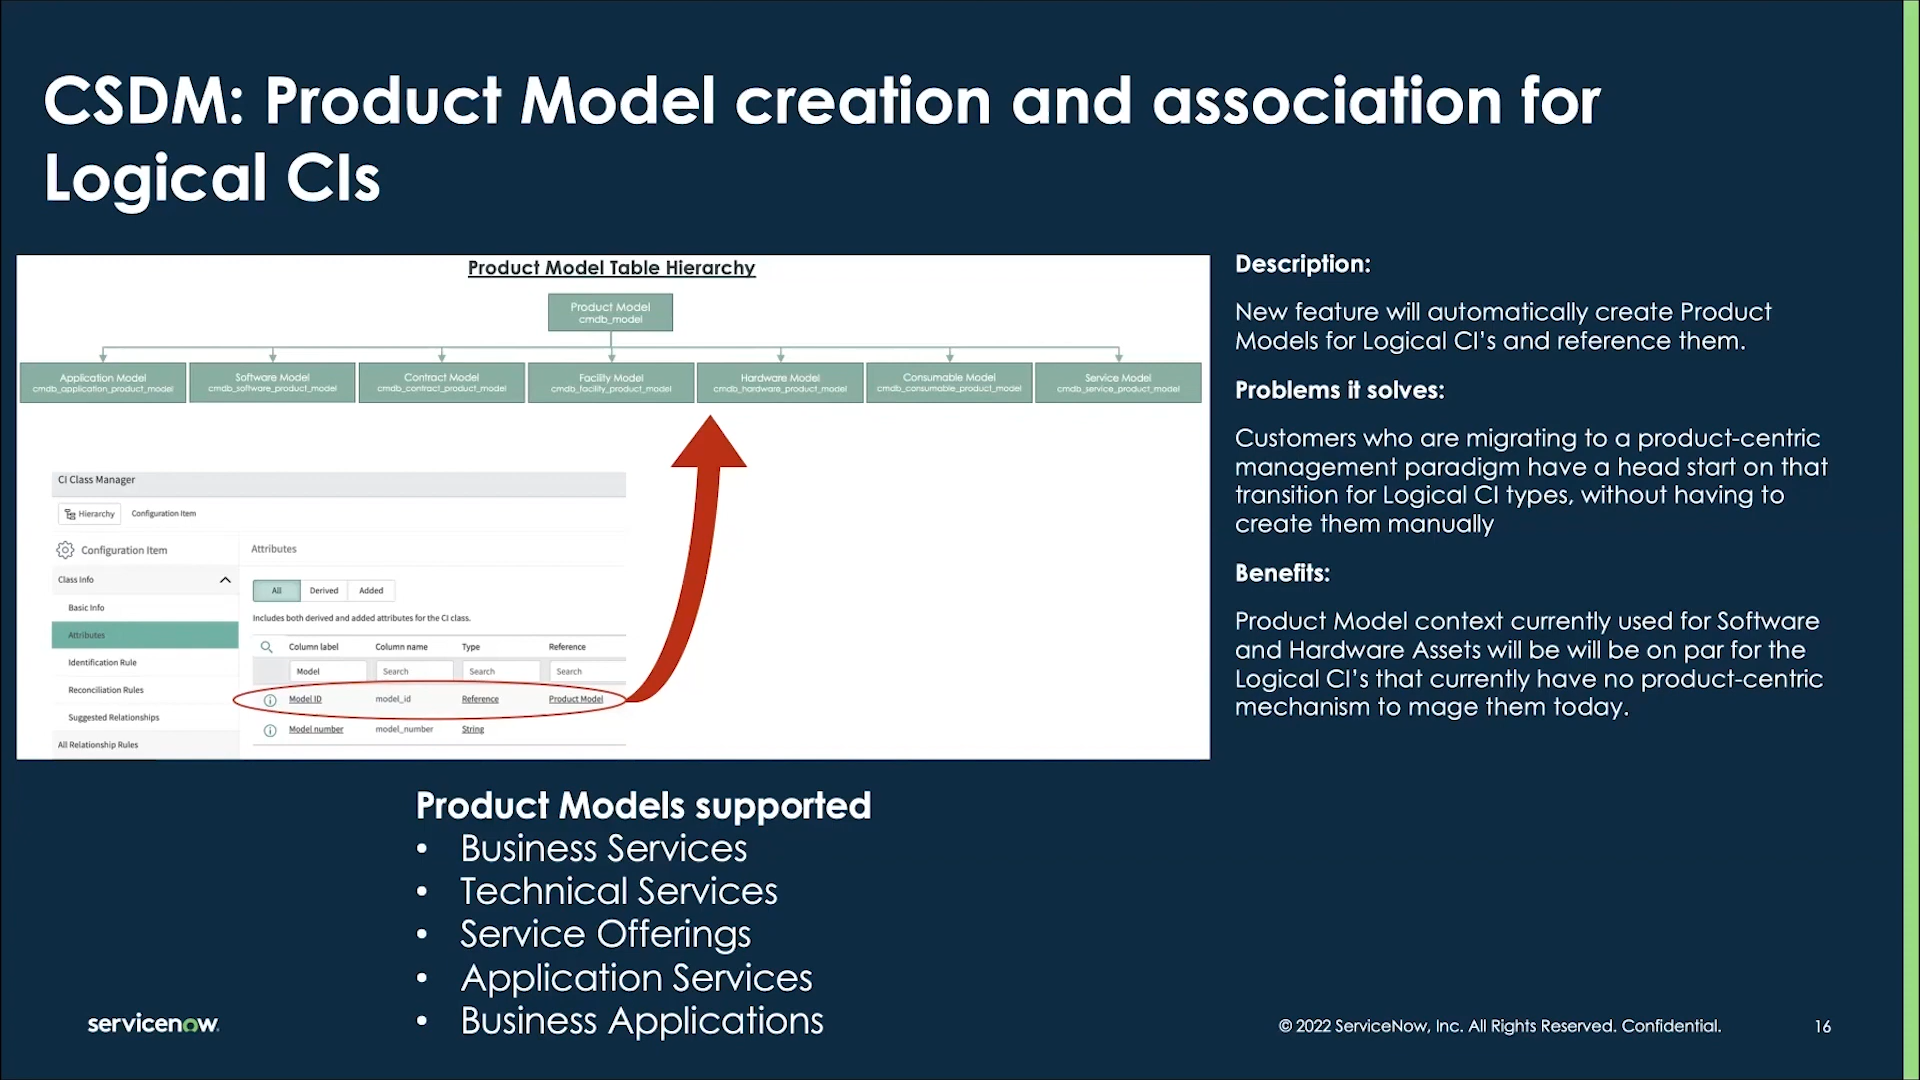 CSDM: Product Model creation and association for
Logical CIs
Product Model Table Hierarchy
Product Model
cmdb_model
Application Model
cmdb_application_product_model
Software Model
cmdb_software_product_model
Contract Model
cmdb_contract_product_model
Facility Model
cmdb_facility_product_model
Hardware Model
cmdb_hardware_product_model
Consumable Model
cmdb_consumable_product_model
Service Model
cmdb_service_product_model
CI Class Manager
Hierarchy
Configuration Item
Configuration Item
Class Info
Basic Info
Attributes
Identification Rule
Reconciliation Rules
Suggested Relationships
All Relationship Rules
Attributes
All Derived Added
Includes both derived and added attributes for the CI class.
Column label Column name Type Reference
Model Search Search Search
Model ID model_id Reference Product Model
Model number model_number String
Description:
New feature will automatically create Product
Models for Logical CI's and reference them.
Problems it solves:
Customers who are migrating to a product-centric
management paradigm have a head start on that
transition for Logical CI types, without having to
create them manually
Benefits:
Product Model context currently used for Software
and Hardware Assets will be will be on par for the
Logical CI's that currently have no product-centric
mechanism to mage them today.
Product Models supported
• Business Services
• Technical Services
• Service Offerings
• Application Services
• Business Applications
servicenow.
© 2022 ServiceNow, Inc. All Rights Reserved. Confidential.
16